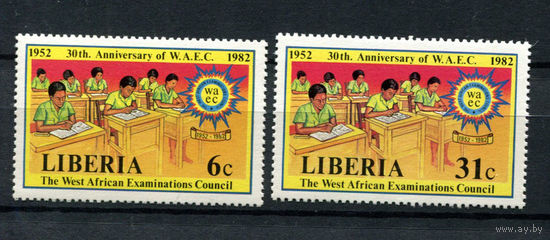 1952 30th. Anniversary of W.A.E.C. 1982
wa
ec
1952-1982
LIBERIA 6c
The West African Examinations Council
1952 30th. Anniversary of W.A.E.C. 1982
wa
ec
1952-1982
LIBERIA 31c
The West African Examinations Council
www.ay.by